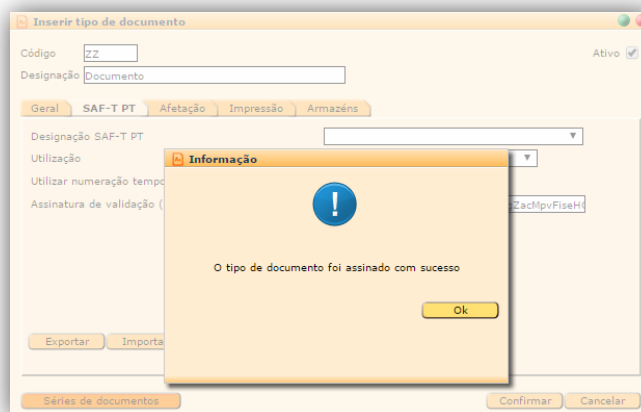 Inserir tipo de documento
Código ZZ Ativo
Designação Documento
Geral SAF-T PT Afetação Impressão Armazéns
Designação SAF-T PT
Utilização
Utilizar numeração tempo
Assinatura de validação (
Informação
O tipo de documento foi assinado com sucesso
Ok
Exportar Importa
Séries de documentos Confirmar Cancelar